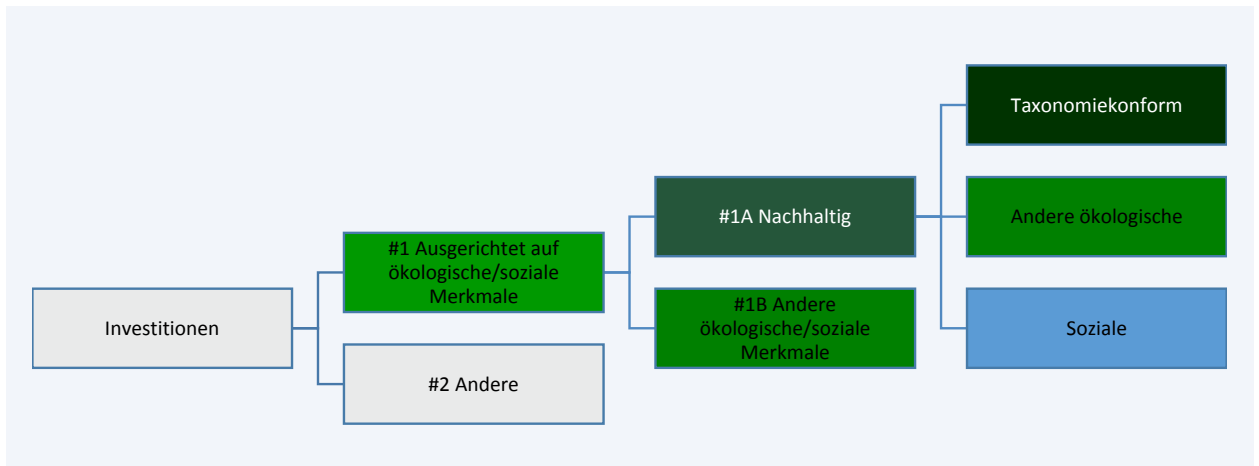 Investitionen
#1 Ausgerichtet auf
ökologische/soziale
Merkmale
#2 Andere
#1A Nachhaltig
#1B Andere
ökologische/soziale
Merkmale
Taxonomiekonform
Andere ökologische
Soziale